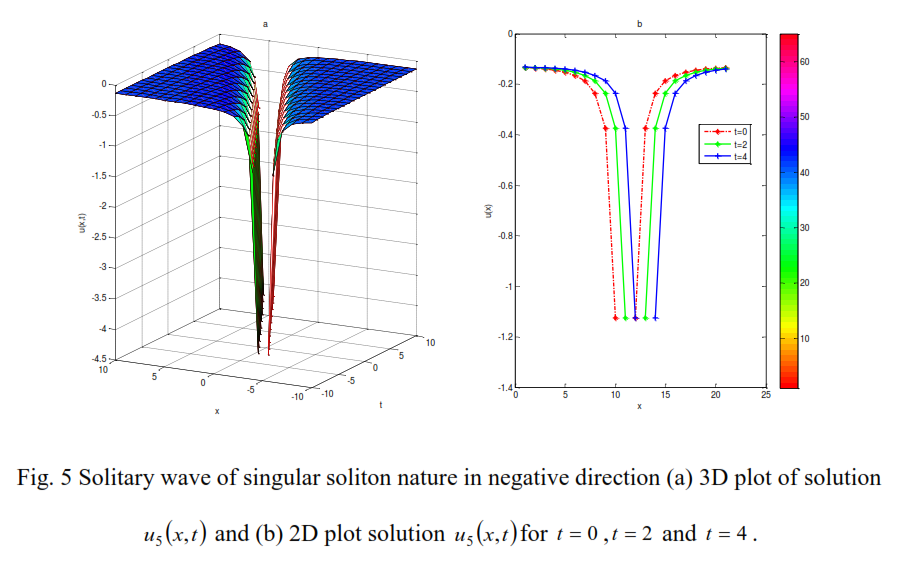 a
0
-0.5
-1
-1.5
-2
-2.5
-3
-3.5
-4
-4.5
u(x,t)
10
5
0
-5
-10
x
-10
-5
0
5
10
t
b
0
-0.2
-0.4
-0.6
-0.8
-1
-1.2
-1.4
u(x)
0 5 10 15 20 25
x
t=0
t=2
t=4
60
50
40
30
20
10
Fig. 5 Solitary wave of singular soliton nature in negative direction (a) 3D plot of solution
u₅(x,t) and (b) 2D plot solution u₅(x,t) for t = 0 , t = 2 and t = 4 .